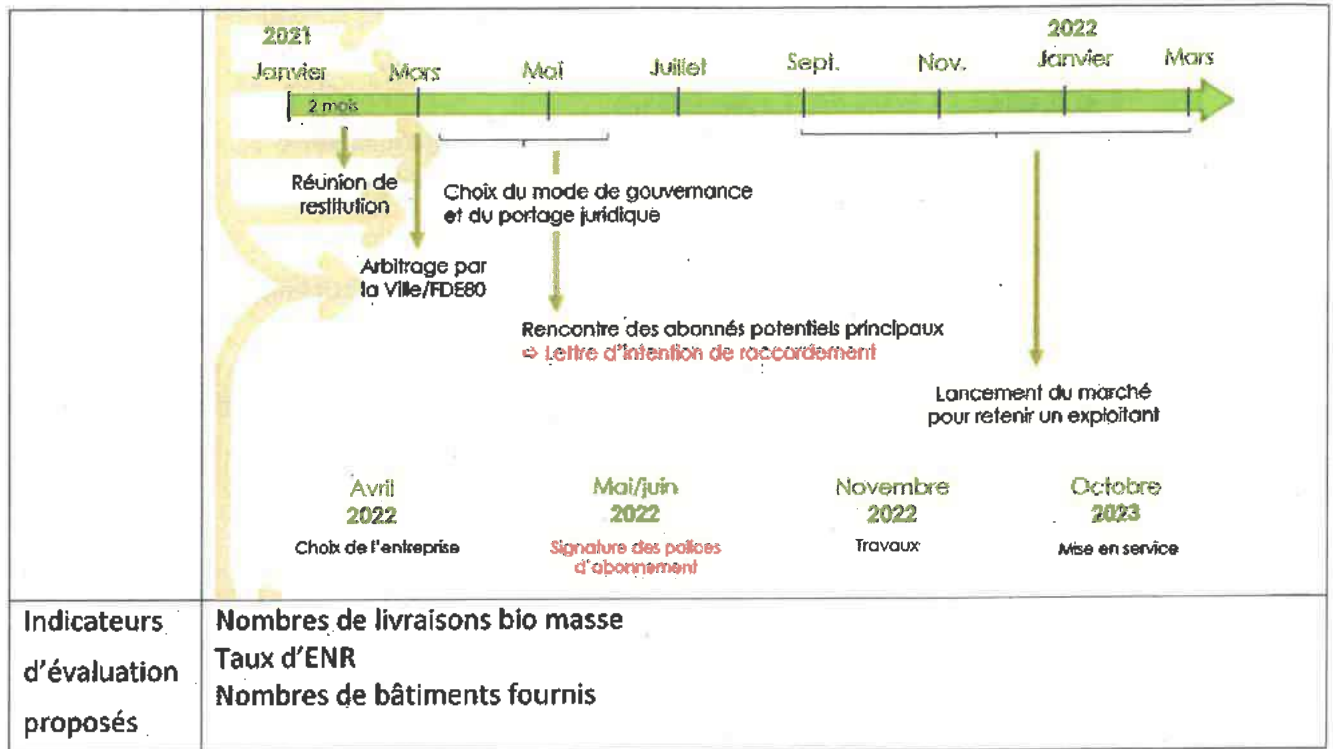 2021
2022
Janvier Mars Mai Juillet Sept. Nov. Janvier Mars
2 mois
Réunion de
restitution
Choix du mode de gouvernance
et du portage juridique
Arbitrage par
la Ville/FDE80
Rencontre des abonnés potentiels principaux
⇨ Lettre d'intention de raccordement
Lancement du marché
pour retenir un exploitant
Avril
2022
Choix de l'entreprise
Mai/juin
2022
Signature des polices
d'abonnement
Novembre
2022
Travaux
Octobre
2023
Mise en service
Indicateurs
d'évaluation
proposés
Nombres de livraisons bio masse
Taux d'ENR
Nombres de bâtiments fournis